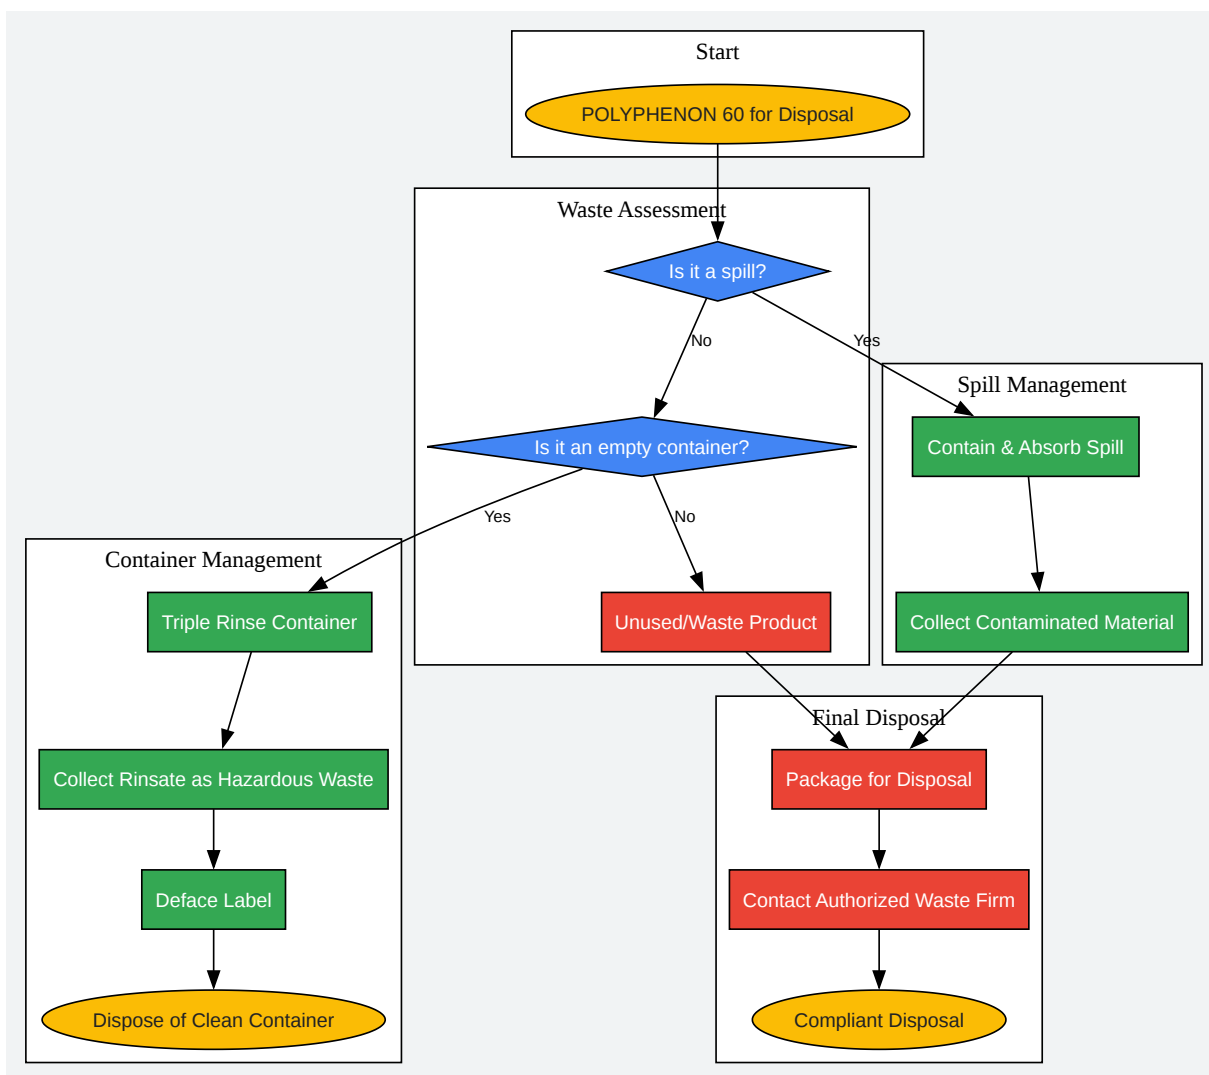 Start
POLYPHENON 60 for Disposal
Waste Assessment
Is it a spill?
No
Yes
Spill Management
Is it an empty container?
Contain & Absorb Spill
Yes
No
Container Management
Triple Rinse Container
Unused/Waste Product
Collect Contaminated Material
Final Disposal
Collect Rinsate as Hazardous Waste
Package for Disposal
Deface Label
Contact Authorized Waste Firm
Dispose of Clean Container
Compliant Disposal